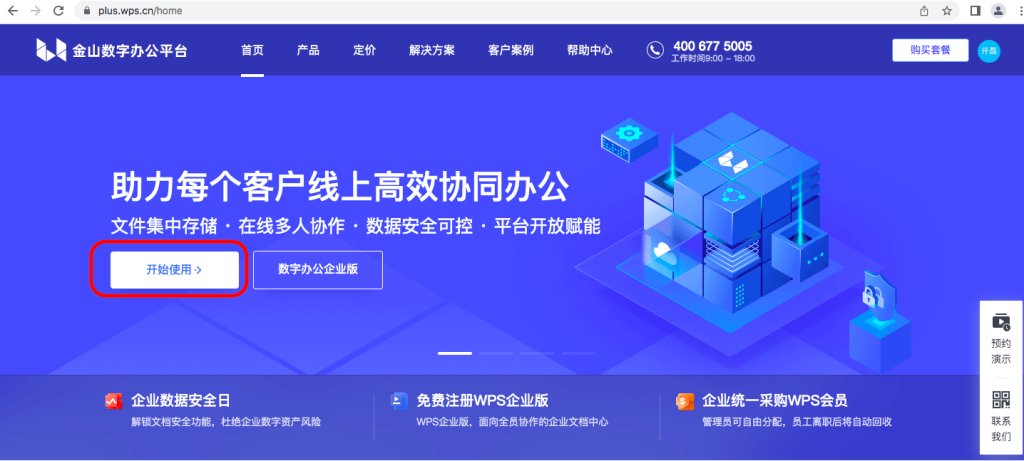 plus.wps.cn/home
金山数字办公平台
首页
产品
定价
解决方案
客户案例
帮助中心
400 677 5005
工作时间9:00 - 18:00
购买套餐
开磊
助力每个客户线上高效协同办公
文件集中存储 · 在线多人协作 · 数据安全可控 · 平台开放赋能
开始使用
数字办公企业版
预约
演示
联系
我们
企业数据安全日
解锁文档安全功能，杜绝企业数字资产风险
免费注册WPS企业版
WPS企业版，面向全员协作的企业文档中心
企业统一采购WPS会员
管理员可自由分配，员工离职后将自动回收